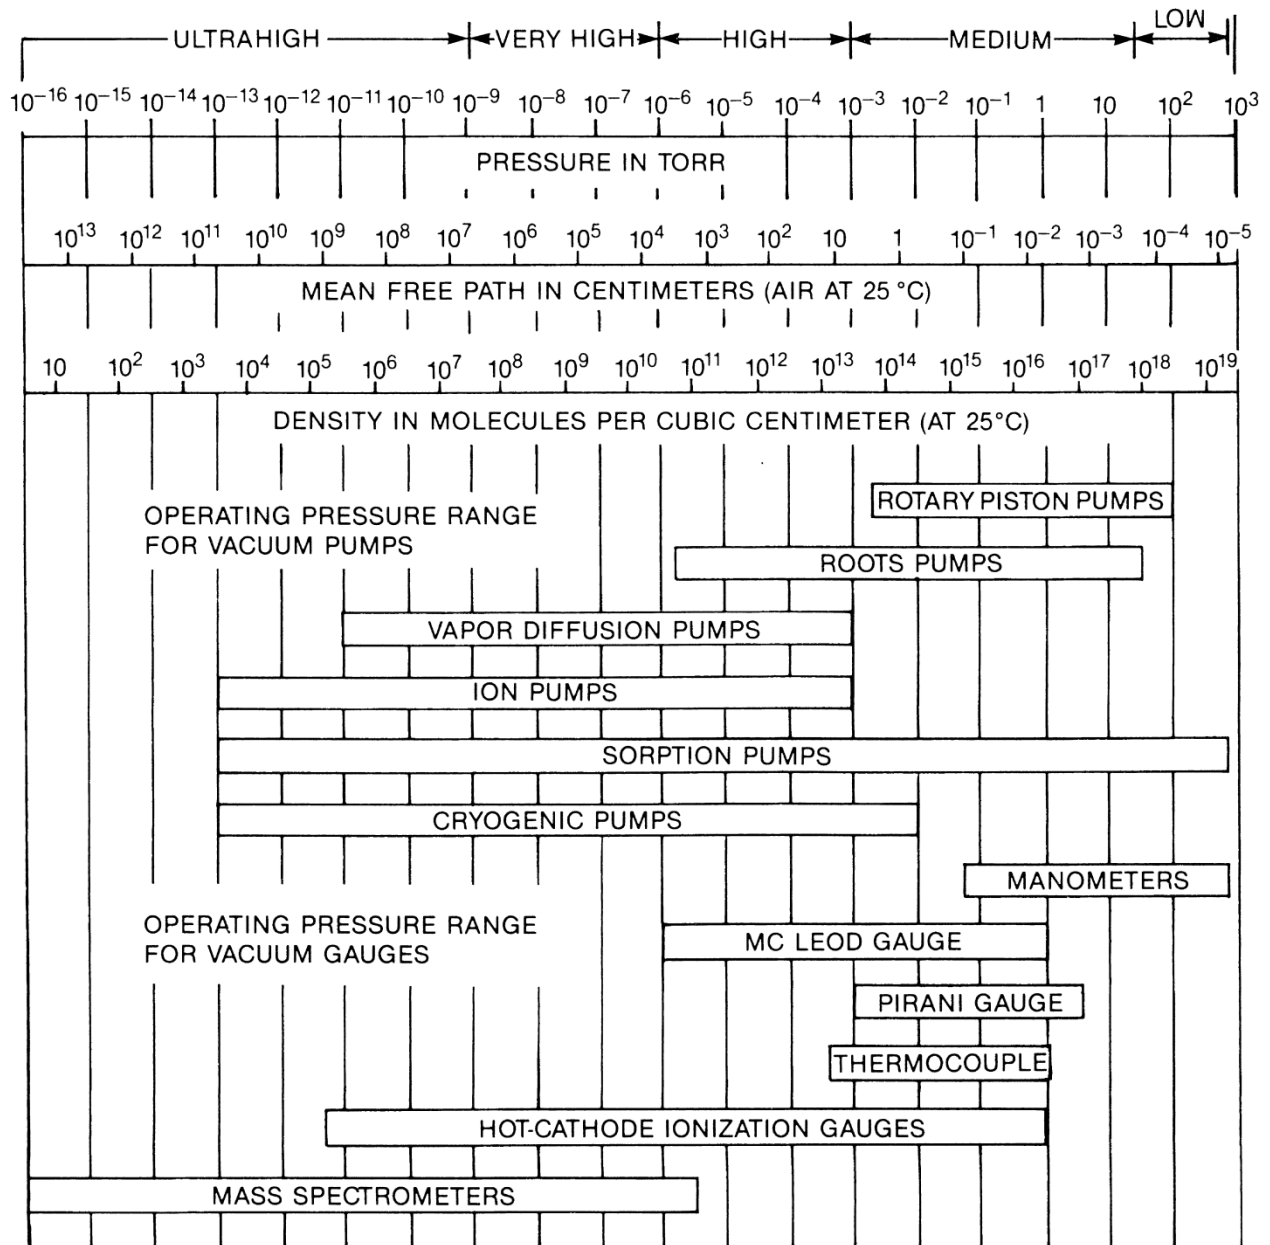 ULTRAHIGH VERY HIGH HIGH MEDIUM LOW
10⁻¹⁶ 10⁻¹⁵ 10⁻¹⁴ 10⁻¹³ 10⁻¹² 10⁻¹¹ 10⁻¹⁰ 10⁻⁹ 10⁻⁸ 10⁻⁷ 10⁻⁶ 10⁻⁵ 10⁻⁴ 10⁻³ 10⁻² 10⁻¹ 1 10 10² 10³
PRESSURE IN TORR
10¹³ 10¹² 10¹¹ 10¹⁰ 10⁹ 10⁸ 10⁷ 10⁶ 10⁵ 10⁴ 10³ 10² 10 1 10⁻¹ 10⁻² 10⁻³ 10⁻⁴ 10⁻⁵
MEAN FREE PATH IN CENTIMETERS (AIR AT 25 °C)
10 10² 10³ 10⁴ 10⁵ 10⁶ 10⁷ 10⁸ 10⁹ 10¹⁰ 10¹¹ 10¹² 10¹³ 10¹⁴ 10¹⁵ 10¹⁶ 10¹⁷ 10¹⁸ 10¹⁹
DENSITY IN MOLECULES PER CUBIC CENTIMETER (AT 25°C)
OPERATING PRESSURE RANGE
FOR VACUUM PUMPS
ROTARY PISTON PUMPS
ROOTS PUMPS
VAPOR DIFFUSION PUMPS
ION PUMPS
SORPTION PUMPS
CRYOGENIC PUMPS
MANOMETERS
OPERATING PRESSURE RANGE
FOR VACUUM GAUGES
MC LEOD GAUGE
PIRANI GAUGE
THERMOCOUPLE
HOT-CATHODE IONIZATION GAUGES
MASS SPECTROMETERS